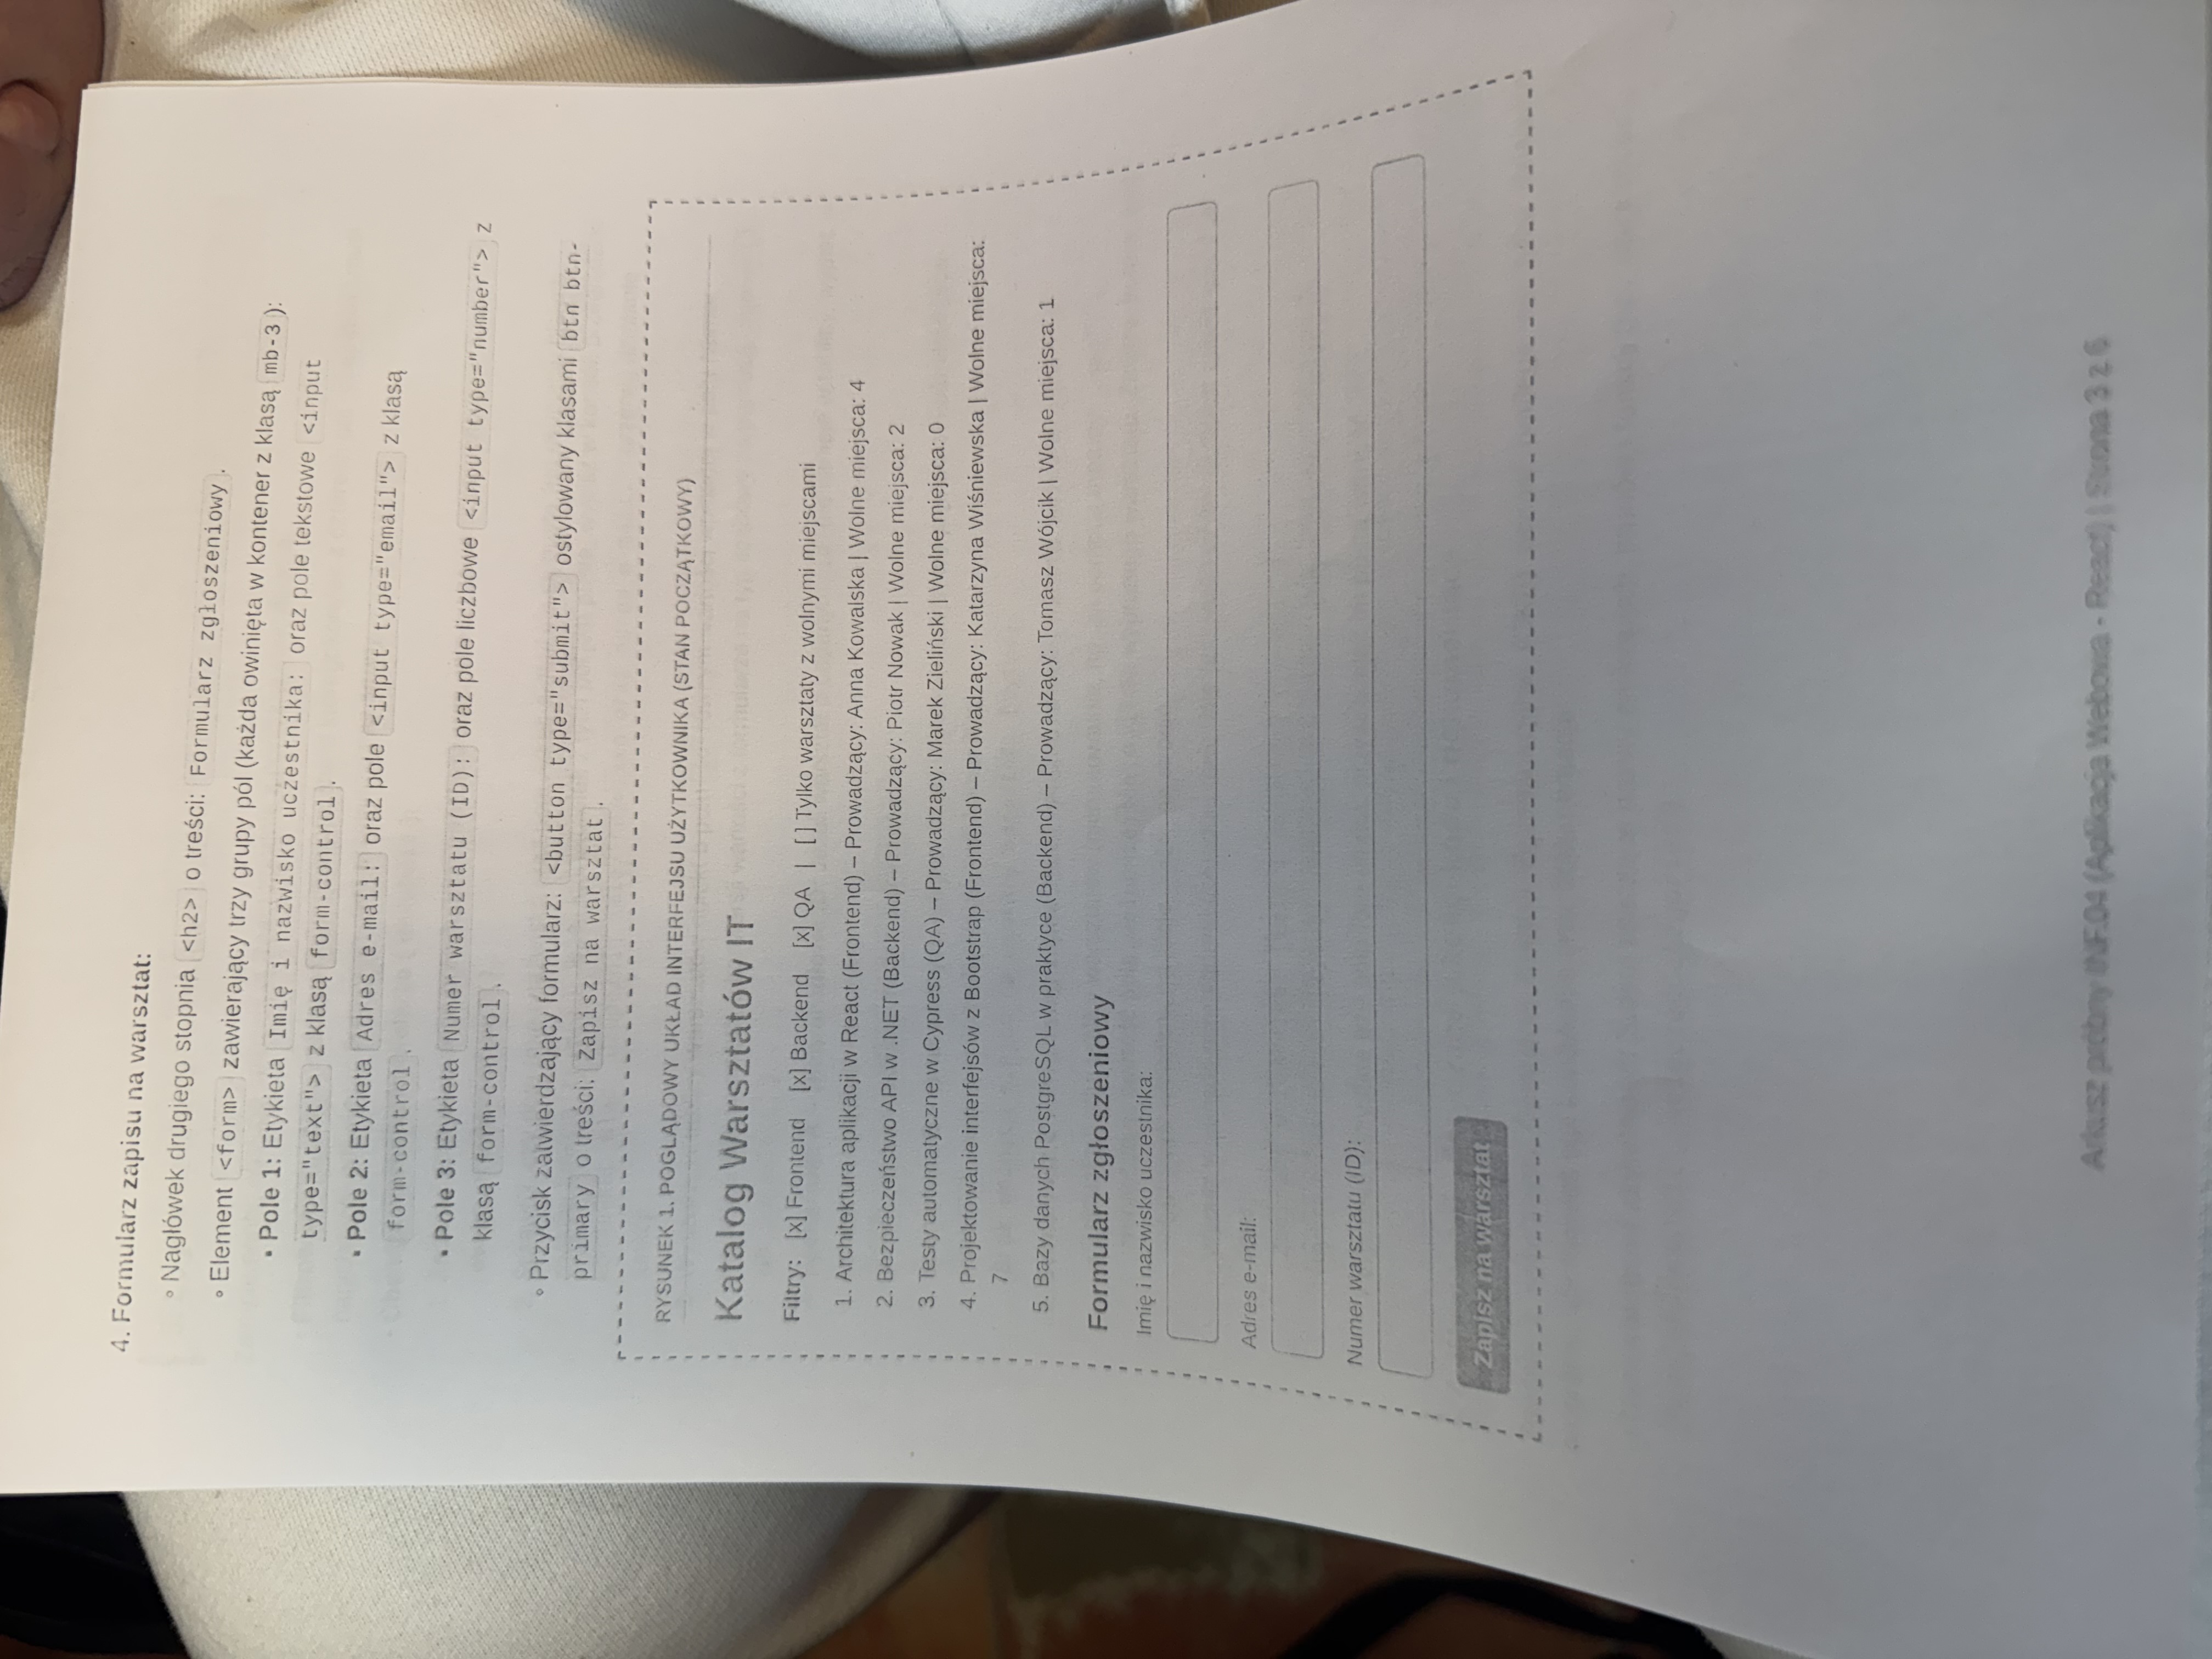 4. Formularz zapisu na warsztat:
◦ Nagłówek drugiego stopnia <h2> o treści: Formularz zgłoszeniowy .
◦ Element <form> zawierający trzy grupy pól (każda owinięta w kontener z klasą mb-3 ):
▪ Pole 1: Etykieta Imię i nazwisko uczestnika: oraz pole tekstowe <input
type="text"> z klasą form-control .
▪ Pole 2: Etykieta Adres e-mail: oraz pole <input type="email"> z klasą
form-control .
▪ Pole 3: Etykieta Numer warsztatu (ID): oraz pole liczbowe <input type="number"> z
klasą form-control .
◦ Przycisk zatwierdzający formularz: <button type="submit"> ostylowany klasami btn btn-
primary o treści: Zapisz na warsztat .
RYSUNEK 1. POGLĄDOWY UKŁAD INTERFEJSU UŻYTKOWNIKA (STAN POCZĄTKOWY)
Katalog Warsztatów IT
Filtry: [x] Frontend [x] Backend [x] QA | [ ] Tylko warsztaty z wolnymi miejscami
1. Architektura aplikacji w React (Frontend) – Prowadzący: Anna Kowalska | Wolne miejsca: 4
2. Bezpieczeństwo API w .NET (Backend) – Prowadzący: Piotr Nowak | Wolne miejsca: 2
3. Testy automatyczne w Cypress (QA) – Prowadzący: Marek Zieliński | Wolne miejsca: 0
4. Projektowanie interfejsów z Bootstrap (Frontend) – Prowadzący: Katarzyna Wiśniewska | Wolne miejsca:
7
5. Bazy danych PostgreSQL w praktyce (Backend) – Prowadzący: Tomasz Wójcik | Wolne miejsca: 1
Formularz zgłoszeniowy
Imię i nazwisko uczestnika:
Adres e-mail:
Numer warsztatu (ID):
Zapisz na warsztat
Arkusz próbny INF.04 (Aplikacja Webowa - React) | Strona 3 z 6